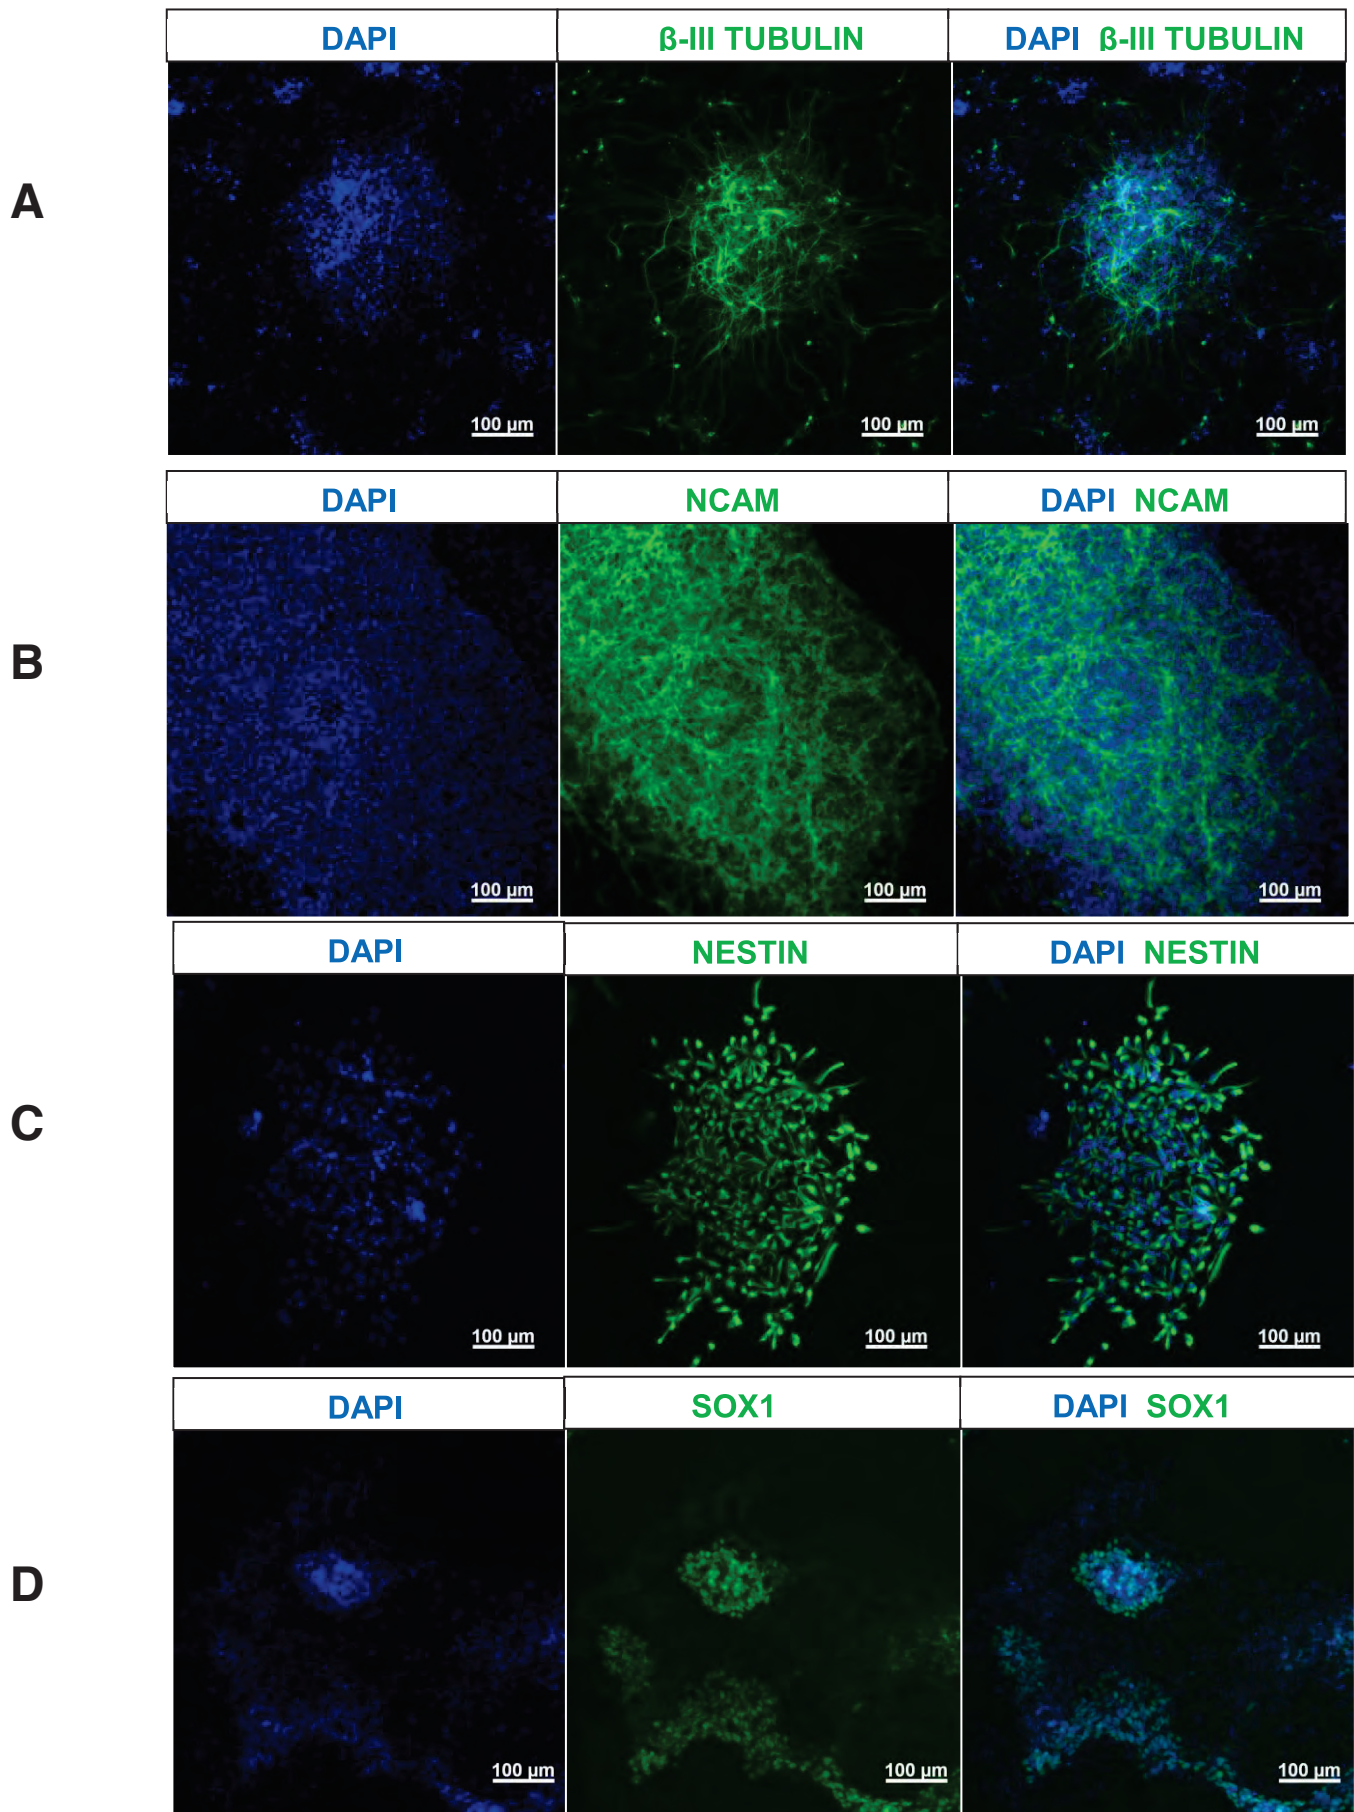 DAPI ß-III TUBULIN DAPI ß-III TUBULIN
A
100 µm 100 µm 100 µm
DAPI NCAM DAPI NCAM
B
100 µm 100 µm 100 µm
DAPI NESTIN DAPI NESTIN
C
100 µm 100 µm 100 µm
DAPI SOX1 DAPI SOX1
D
100 µm 100 µm 100 µm